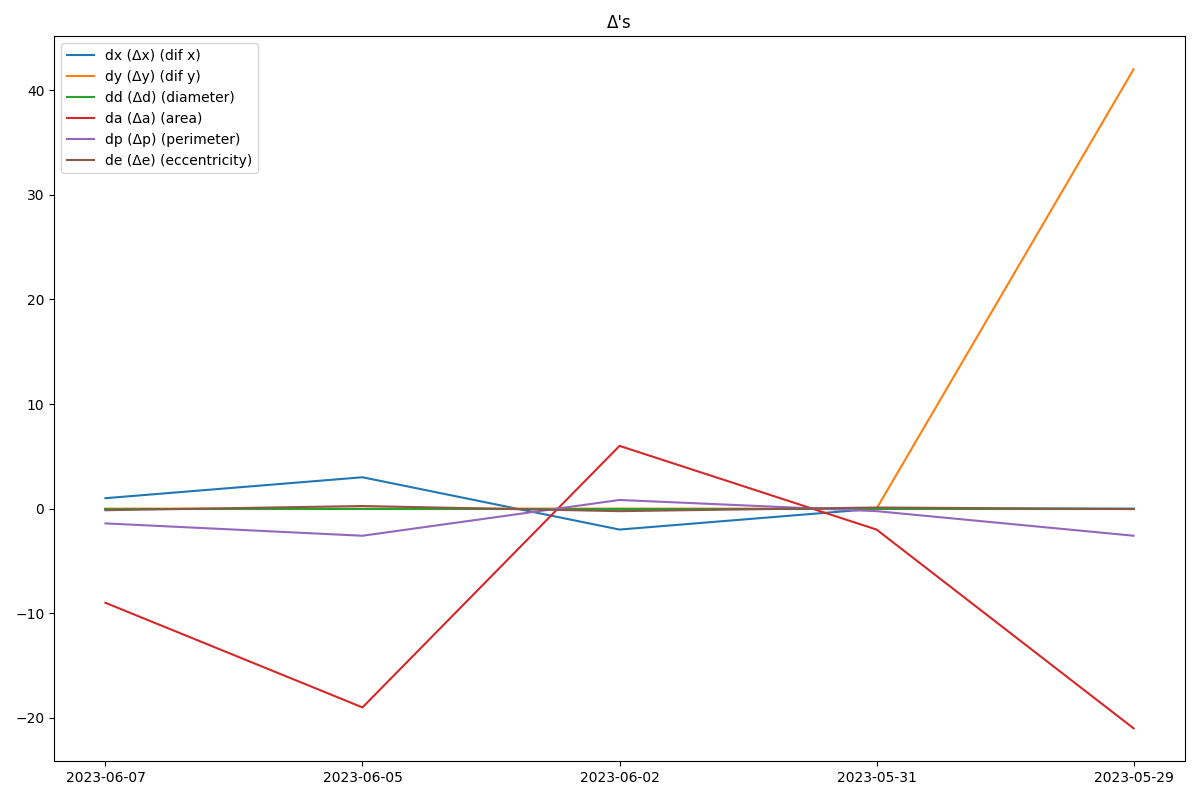 Δ's
dx (Δx) (dif x)
dy (Δy) (dif y)
dd (Δd) (diameter)
da (Δa) (area)
dp (Δp) (perimeter)
de (Δe) (eccentricity)
40
30
20
10
0
−10
−20
2023-06-07 2023-06-05 2023-06-02 2023-05-31 2023-05-29